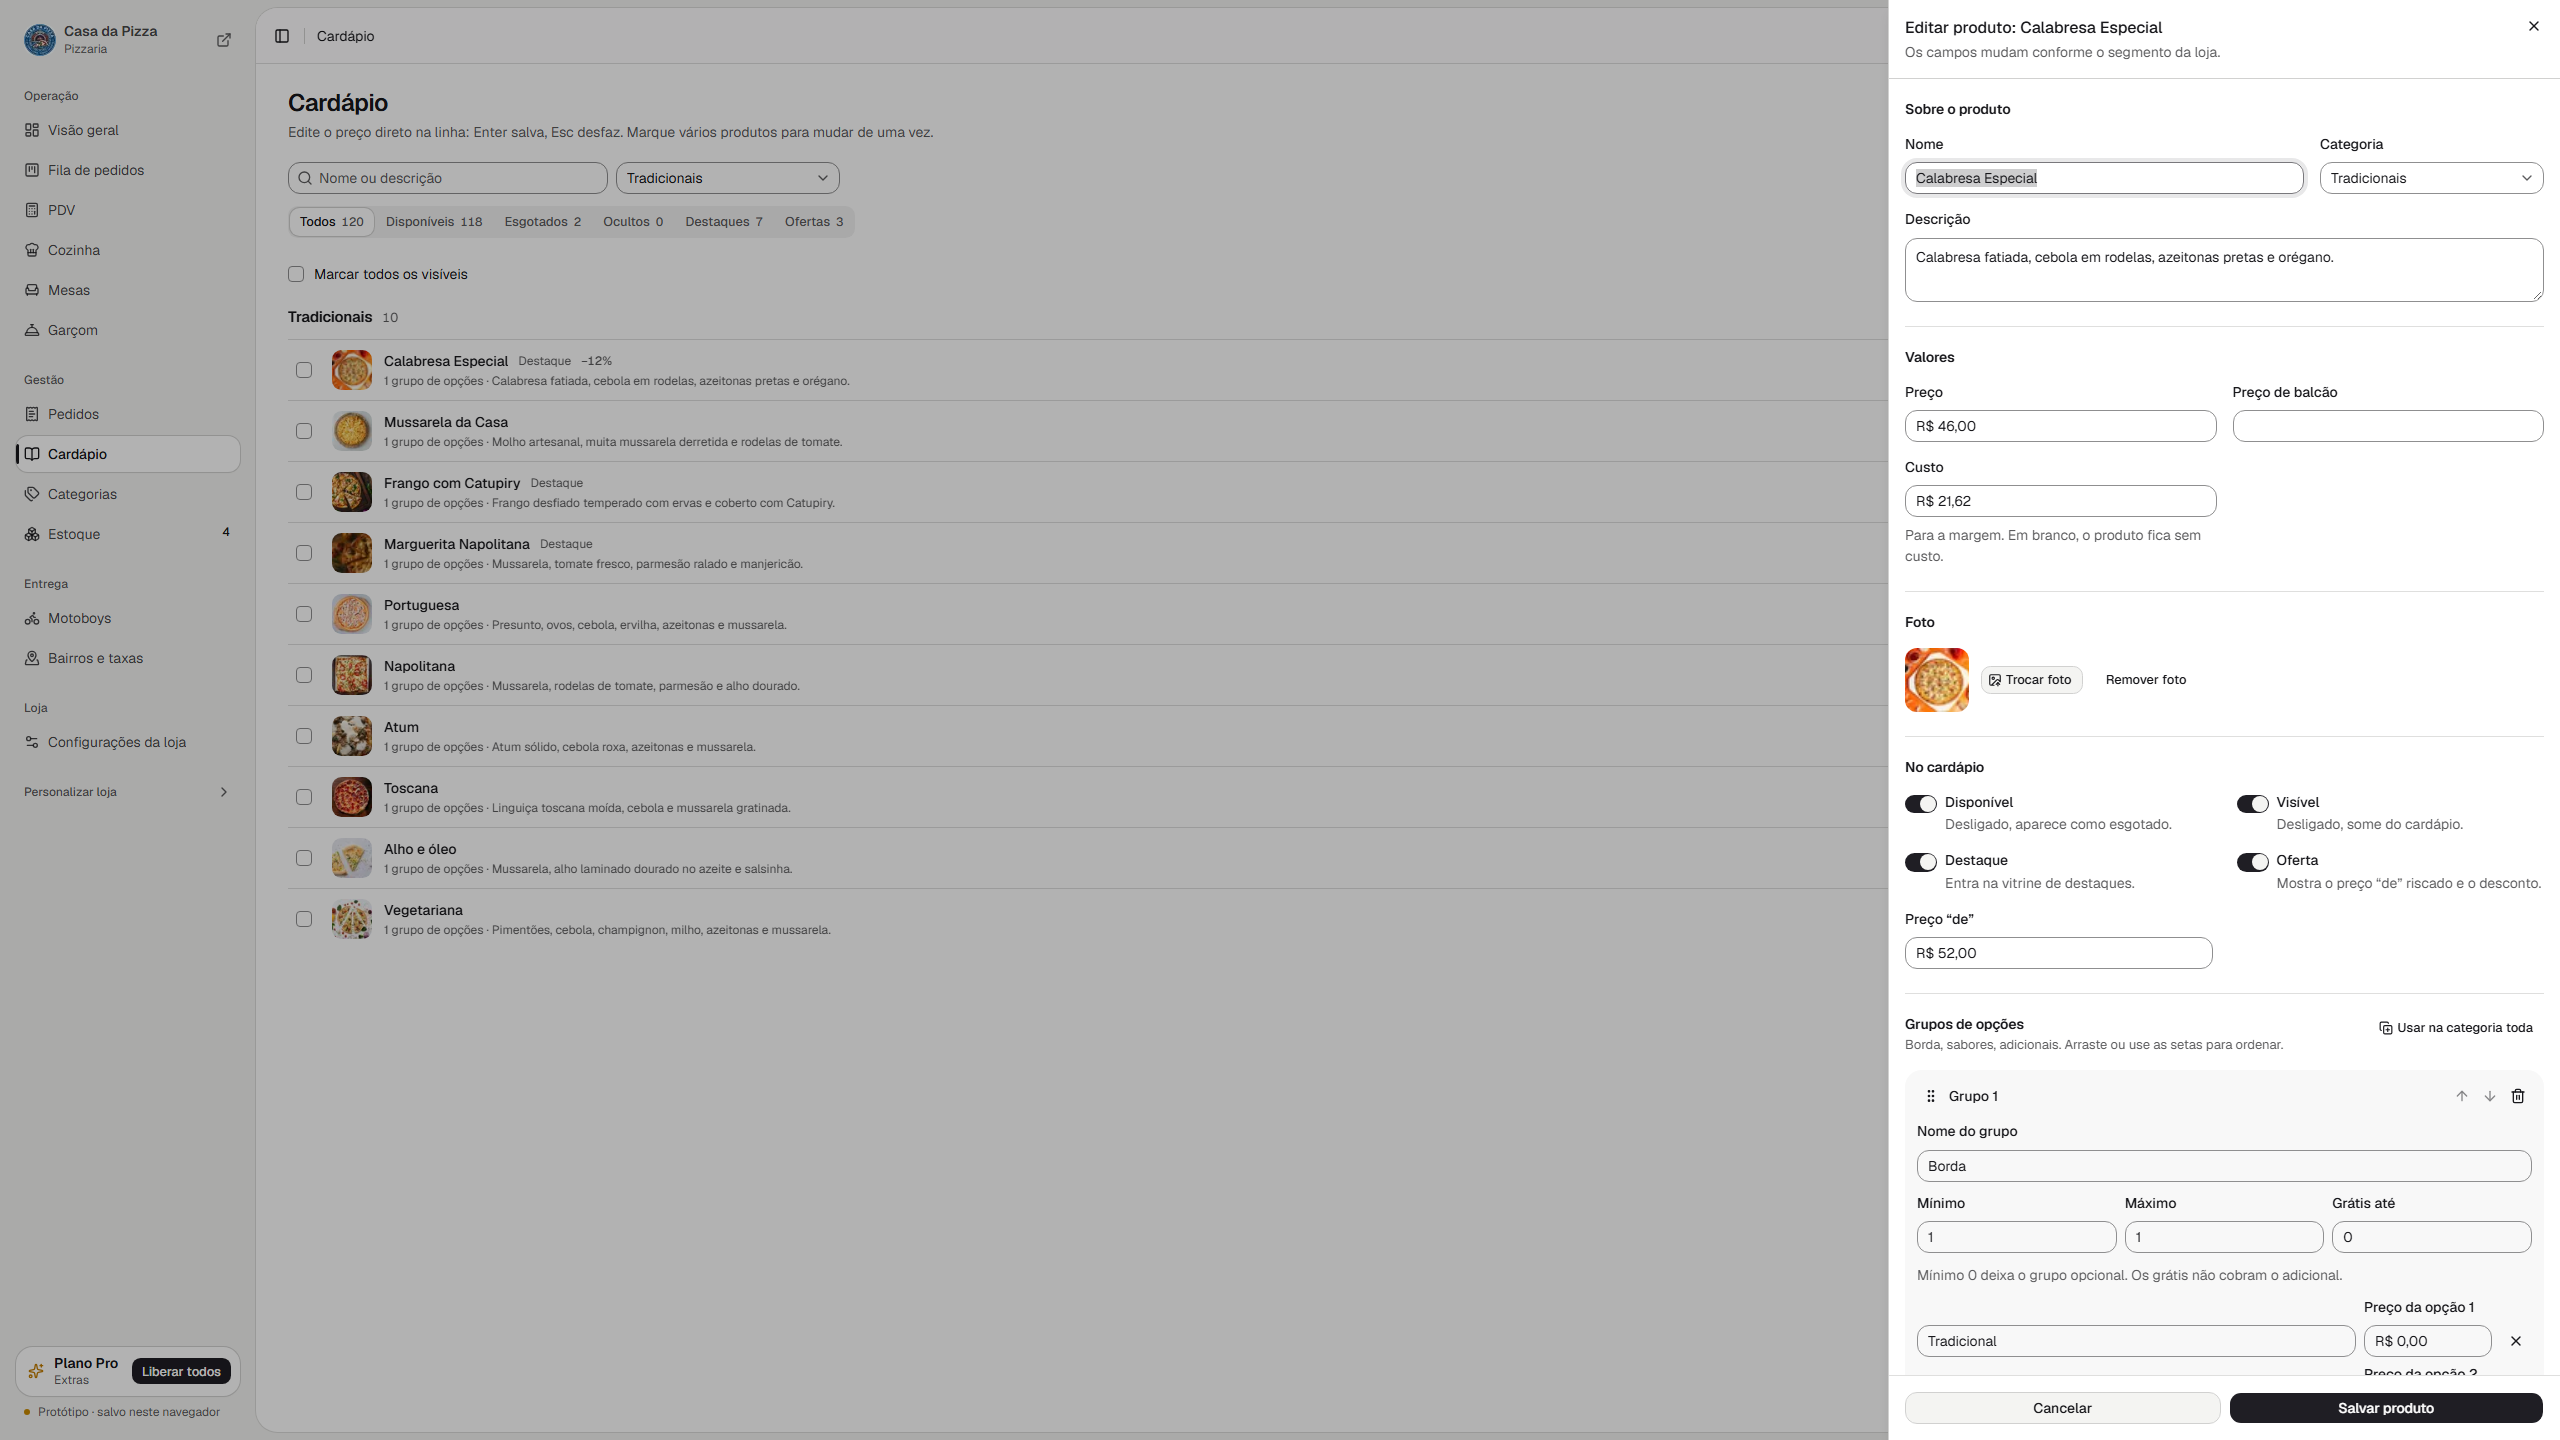 Casa da Pizza
Pizzaria
Operação
Visão geral
Fila de pedidos
PDV
Cozinha
Mesas
Garçom
Gestão
Pedidos
Cardápio
Categorias
Estoque 4
Entrega
Motoboys
Bairros e taxas
Loja
Configurações da loja
Personalizar loja
Plano Pro
Extras
Liberar todos
Protótipo · salvo neste navegador
Cardápio
Cardápio
Edite o preço direto na linha: Enter salva, Esc desfaz. Marque vários produtos para mudar de uma vez.
Nome ou descrição
Tradicionais
Todos 120 Disponíveis 118 Esgotados 2 Ocultos 0 Destaques 7 Ofertas 3
Marcar todos os visíveis
Tradicionais 10
Calabresa Especial Destaque −12%
1 grupo de opções · Calabresa fatiada, cebola em rodelas, azeitonas pretas e orégano.
Mussarela da Casa
1 grupo de opções · Molho artesanal, muita mussarela derretida e rodelas de tomate.
Frango com Catupiry Destaque
1 grupo de opções · Frango desfiado temperado com ervas e coberto com Catupiry.
Marguerita Napolitana Destaque
1 grupo de opções · Mussarela, tomate fresco, parmesão ralado e manjericão.
Portuguesa
1 grupo de opções · Presunto, ovos, cebola, ervilha, azeitonas e mussarela.
Napolitana
1 grupo de opções · Mussarela, rodelas de tomate, parmesão e alho dourado.
Atum
1 grupo de opções · Atum sólido, cebola roxa, azeitonas e mussarela.
Toscana
1 grupo de opções · Linguiça toscana moída, cebola e mussarela gratinada.
Alho e óleo
1 grupo de opções · Mussarela, alho laminado dourado no azeite e salsinha.
Vegetariana
1 grupo de opções · Pimentões, cebola, champignon, milho, azeitonas e mussarela.
Editar produto: Calabresa Especial
Os campos mudam conforme o segmento da loja.
Sobre o produto
Nome Categoria
Calabresa Especial Tradicionais
Descrição
Calabresa fatiada, cebola em rodelas, azeitonas pretas e orégano.
Valores
Preço Preço de balcão
R$ 46,00
Custo
R$ 21,62
Para a margem. Em branco, o produto fica sem
custo.
Foto
Trocar foto Remover foto
No cardápio
Disponível Visível
Desligado, aparece como esgotado. Desligado, some do cardápio.
Destaque Oferta
Entra na vitrine de destaques. Mostra o preço “de” riscado e o desconto.
Preço “de”
R$ 52,00
Grupos de opções Usar na categoria toda
Borda, sabores, adicionais. Arraste ou use as setas para ordenar.
Grupo 1
Nome do grupo
Borda
Mínimo Máximo Grátis até
1 1 0
Mínimo 0 deixa o grupo opcional. Os grátis não cobram o adicional.
Preço da opção 1
Tradicional R$ 0,00
Preço da opção 2
Cancelar Salvar produto